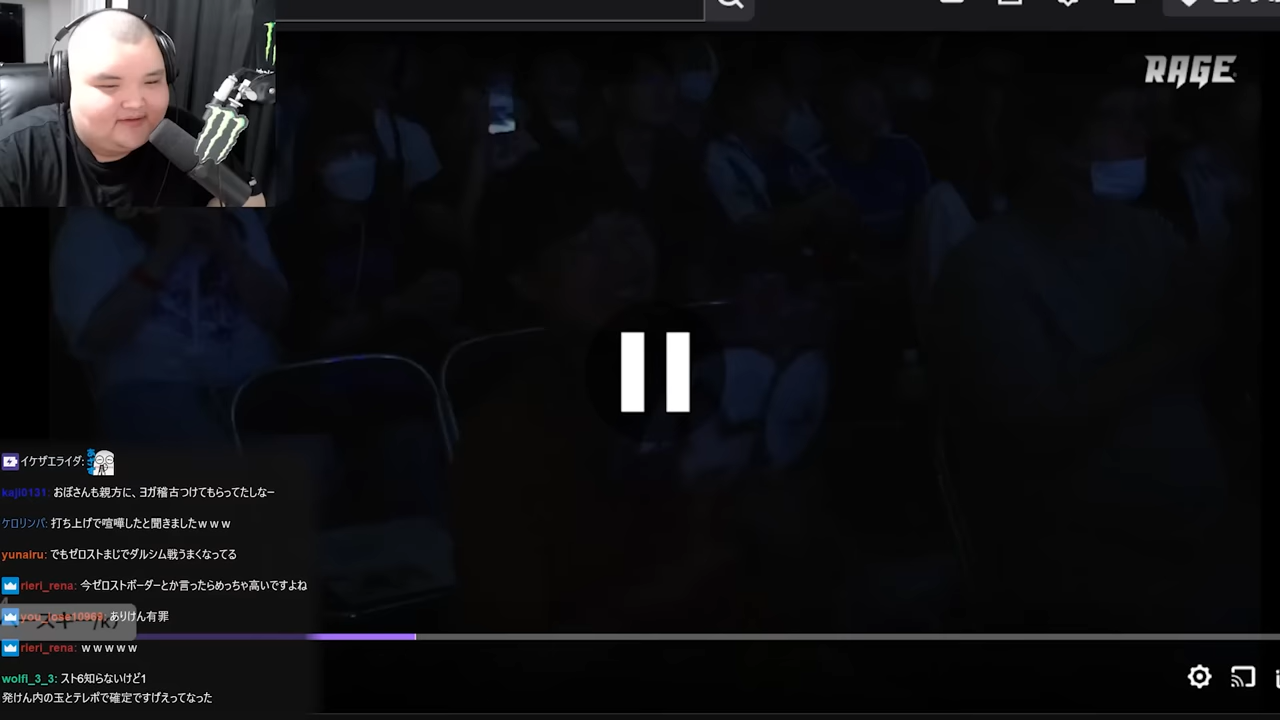 RAGE
イケザエライダ:
kaji0131: おぼさんも親方に、ヨガ稽古つけてもらってたしなー
ケロリンパ: 打ち上げで喧嘩したと聞きましたｗｗｗ
yunairu: でもゼロストまじでダルシム戦うまくなってる
rieri_rena: 今ゼロストボーダーとか言ったらめっちゃ高いですよね
you_lose10969: ありけん有罪
rieri_rena: ｗｗｗｗｗ
wolfl_3_3: スト6知らないけど1
発けん内の玉とテレポで確定ですげえってなった